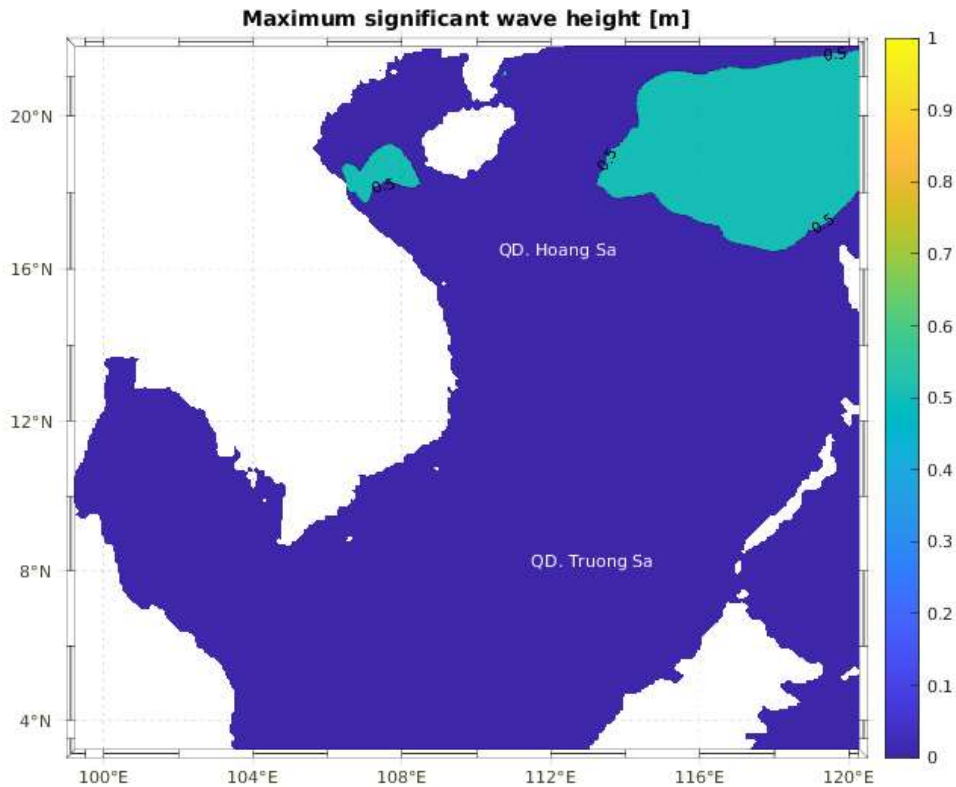 Maximum significant wave height [m]
1
0.5
20°N
0.9
0.5
0.5
0.8
0.5
0.7
QD. Hoang Sa
16°N
0.6
0.5
12°N
0.4
0.3
QD. Truong Sa
8°N
0.2
0.1
4°N
0
100°E 104°E 108°E 112°E 116°E 120°E